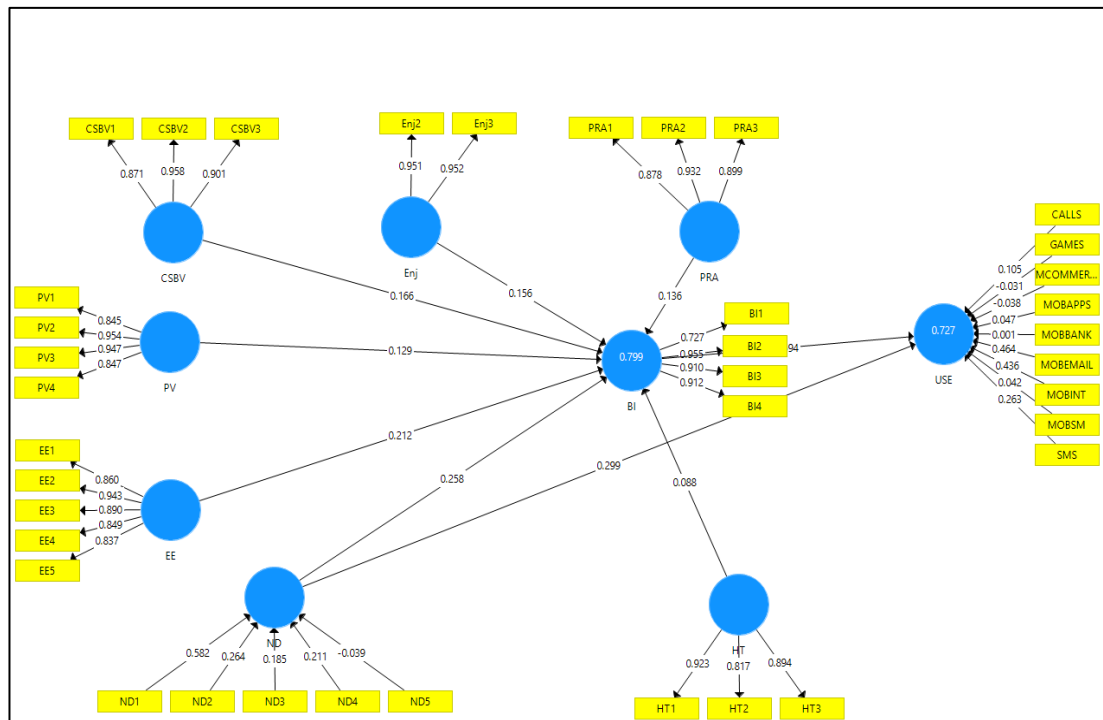 CSBV1
CSBV2
CSBV3
Enj2
Enj3
PRA1
PRA2
PRA3
0.871
0.958
0.901
0.951
0.952
0.878
0.932
0.899
CSBV
Enj
PRA
CALLS
GAMES
MCOMMER...
MOBAPPS
MOBBANK
MOBEMAIL
MOBINT
MOBSM
SMS
0.105
-0.031
-0.038
0.047
0.001
0.464
0.436
0.042
0.263
0.727
USE
PV1
PV2
PV3
PV4
0.845
0.954
0.947
0.847
PV
0.166
0.156
0.136
0.129
0.799
BI
BI1
BI2
BI3
BI4
0.727
0.955
0.910
0.912
94
EE1
EE2
EE3
EE4
EE5
0.860
0.943
0.890
0.849
0.837
EE
0.212
0.258
0.299
0.088
ND
0.582
0.264
0.185
0.211
-0.039
ND1
ND2
ND3
ND4
ND5
HT
0.923
0.817
0.894
HT1
HT2
HT3